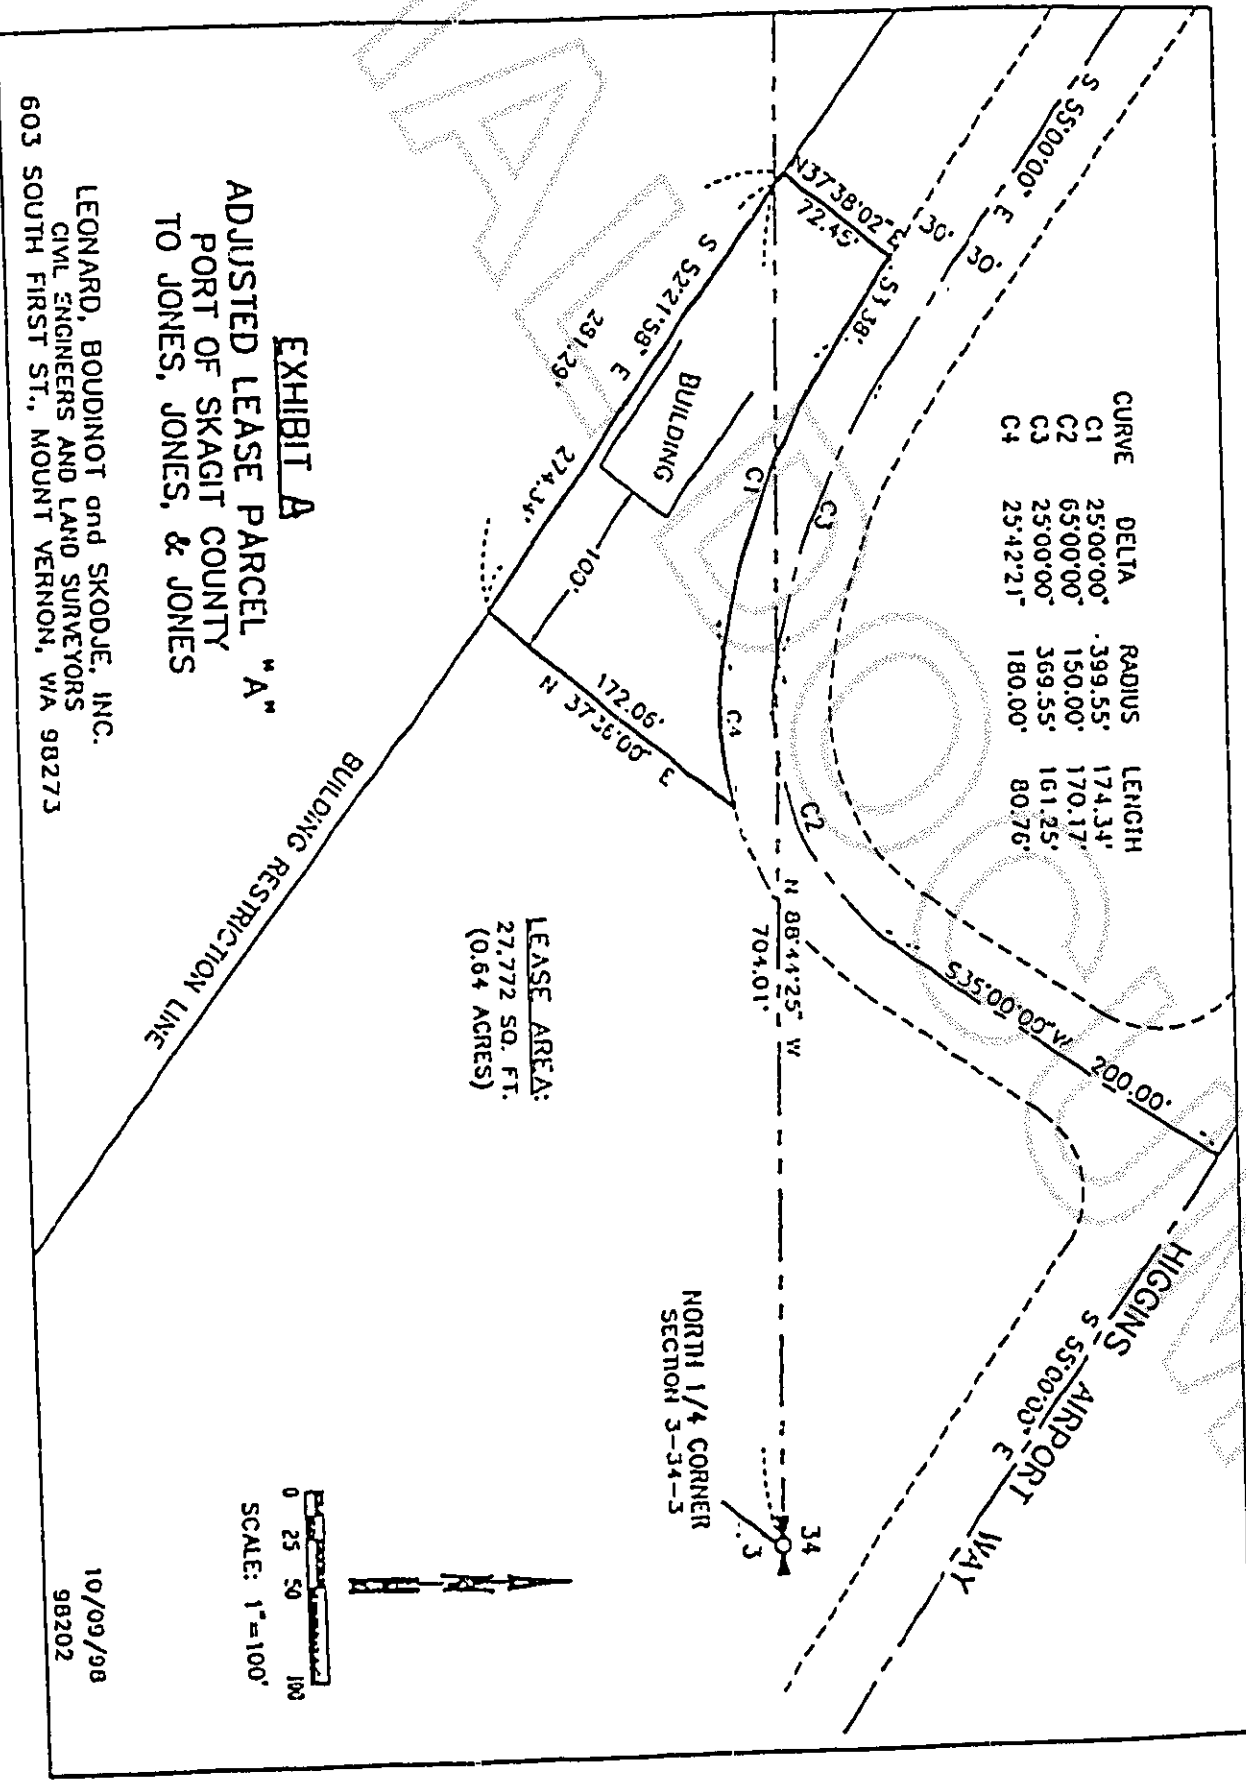 CURVE DELTA RADIUS LENGTH
C1 25°00'00" 399.55' 174.34'
C2 65°00'00" 150.00' 170.17'
C3 25°00'00" 369.55' 161.25'
C4 25°42'21" 180.00' 80.76'
S 55°00'00" E
30' 30'
N37°38'02"E
72.45'
53.38'
C1
C3
C4
C2
S35°00'00"W 200.00'
HIGGINS AIRPORT WAY
S 55°00'00" E
N 88°44'25" W
704.01'
34
3
NORTH 1/4 CORNER
SECTION 3-34-3
BUILDING
100'
S 52°21'58" E
274.34'
172.06'
N 37°36'00" E
BUILDING RESTRICTION LINE
LEASE AREA:
27,772 SQ. FT.
(0.64 ACRES)
EXHIBIT A
ADJUSTED LEASE PARCEL "A"
PORT OF SKAGIT COUNTY
TO JONES, JONES, & JONES
LEONARD, BOUDINOT and SKODJE, INC.
CIVIL ENGINEERS AND LAND SURVEYORS
603 SOUTH FIRST ST., MOUNT VERNON, WA 98273
0 25 50 100
SCALE: 1"=100'
10/09/98
98202